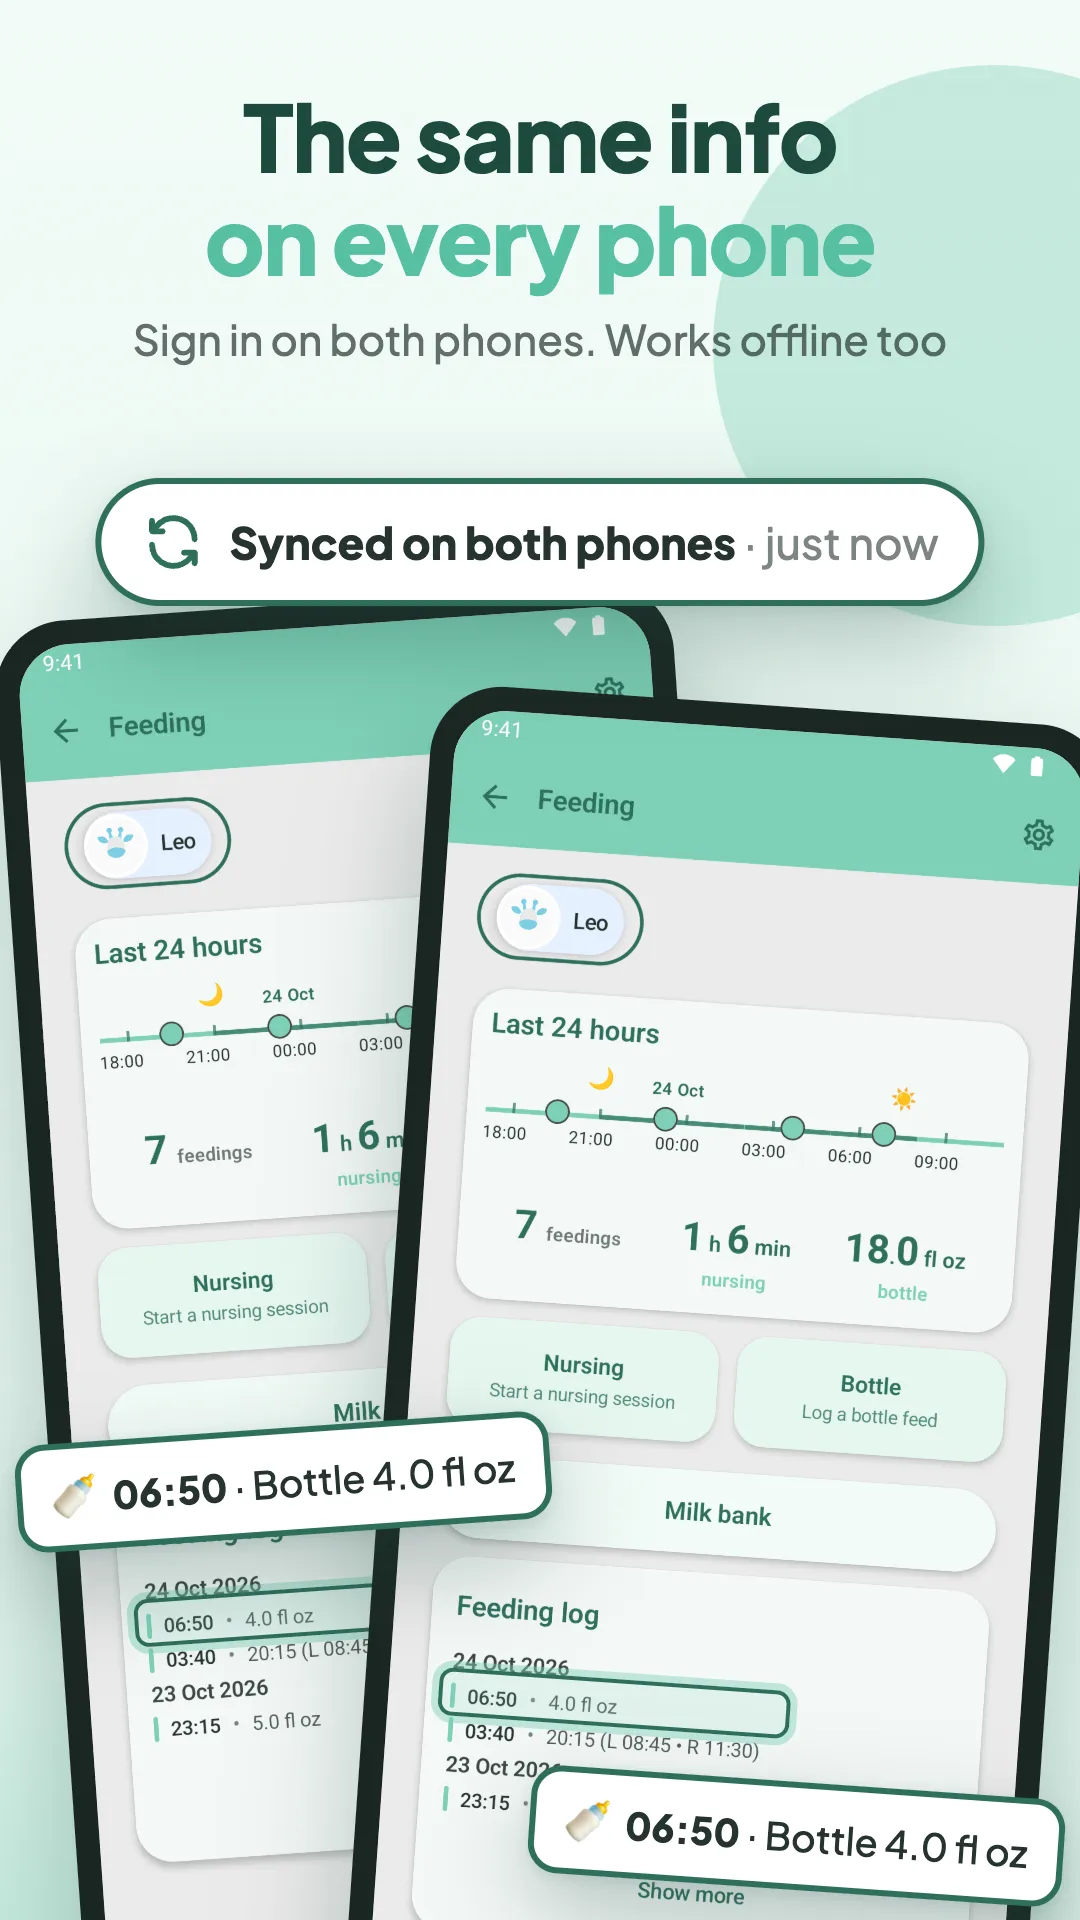 The same info
on every phone
Sign in on both phones. Works offline too
Synced on both phones · just now
9:41
Feeding
Leo
Last 24 hours
24 Oct
18:00 21:00 00:00 03:00
7 feedings
1 h 6 m
nursing
Nursing
Start a nursing session
Milk
06:50 · Bottle 4.0 fl oz
24 Oct 2026
06:50 • 4.0 fl oz
03:40 • 20:15 (L 08:45
23 Oct 2026
23:15 • 5.0 fl oz
9:41
Feeding
Leo
Last 24 hours
24 Oct
18:00 21:00 00:00 03:00 06:00 09:00
7 feedings
1 h 6 min
nursing
18.0 fl oz
bottle
Nursing
Start a nursing session
Bottle
Log a bottle feed
Milk bank
Feeding log
24 Oct 2026
06:50 • 4.0 fl oz
03:40 • 20:15 (L 08:45 • R 11:30)
23 Oct 2026
23:15 •
06:50 · Bottle 4.0 fl oz
Show more